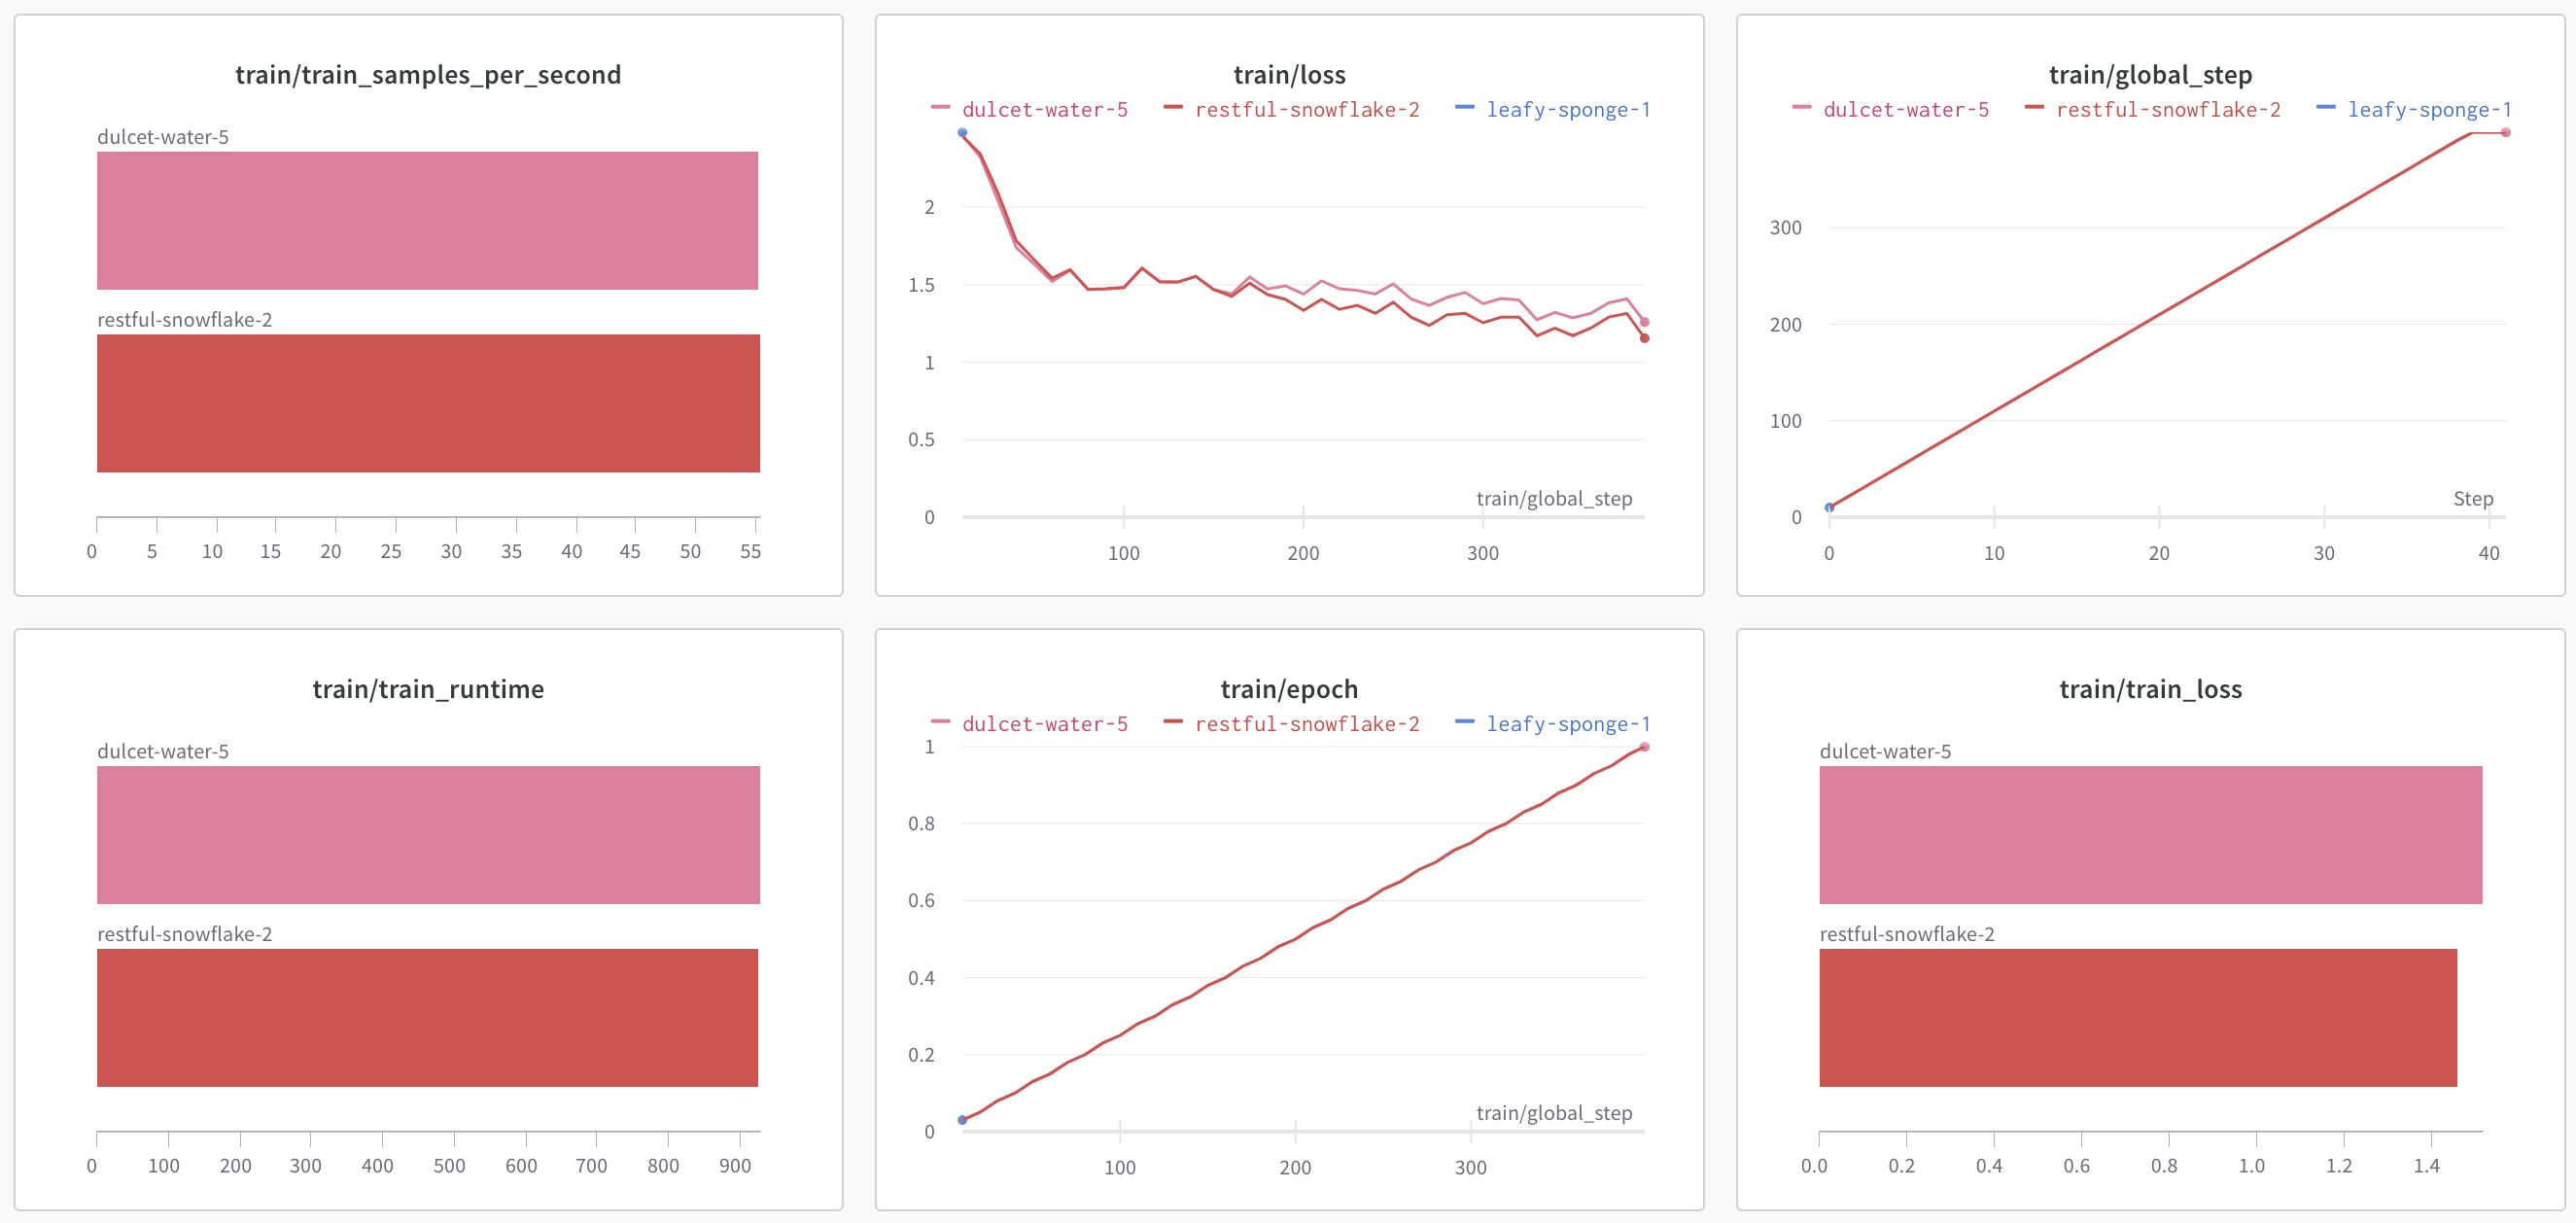 train/train_samples_per_second
dulcet-water-5
restful-snowflake-2
0 5 10 15 20 25 30 35 40 45 50 55
train/loss
dulcet-water-5 restful-snowflake-2 leafy-sponge-1
2
1.5
1
0.5
train/global_step
0
100 200 300
train/global_step
dulcet-water-5 restful-snowflake-2 leafy-sponge-1
300
200
100
Step
0
0 10 20 30 40
train/train_runtime
dulcet-water-5
restful-snowflake-2
0 100 200 300 400 500 600 700 800 900
train/epoch
dulcet-water-5 restful-snowflake-2 leafy-sponge-1
1
0.8
0.6
0.4
0.2
train/global_step
0
100 200 300
train/train_loss
dulcet-water-5
restful-snowflake-2
0.0 0.2 0.4 0.6 0.8 1.0 1.2 1.4